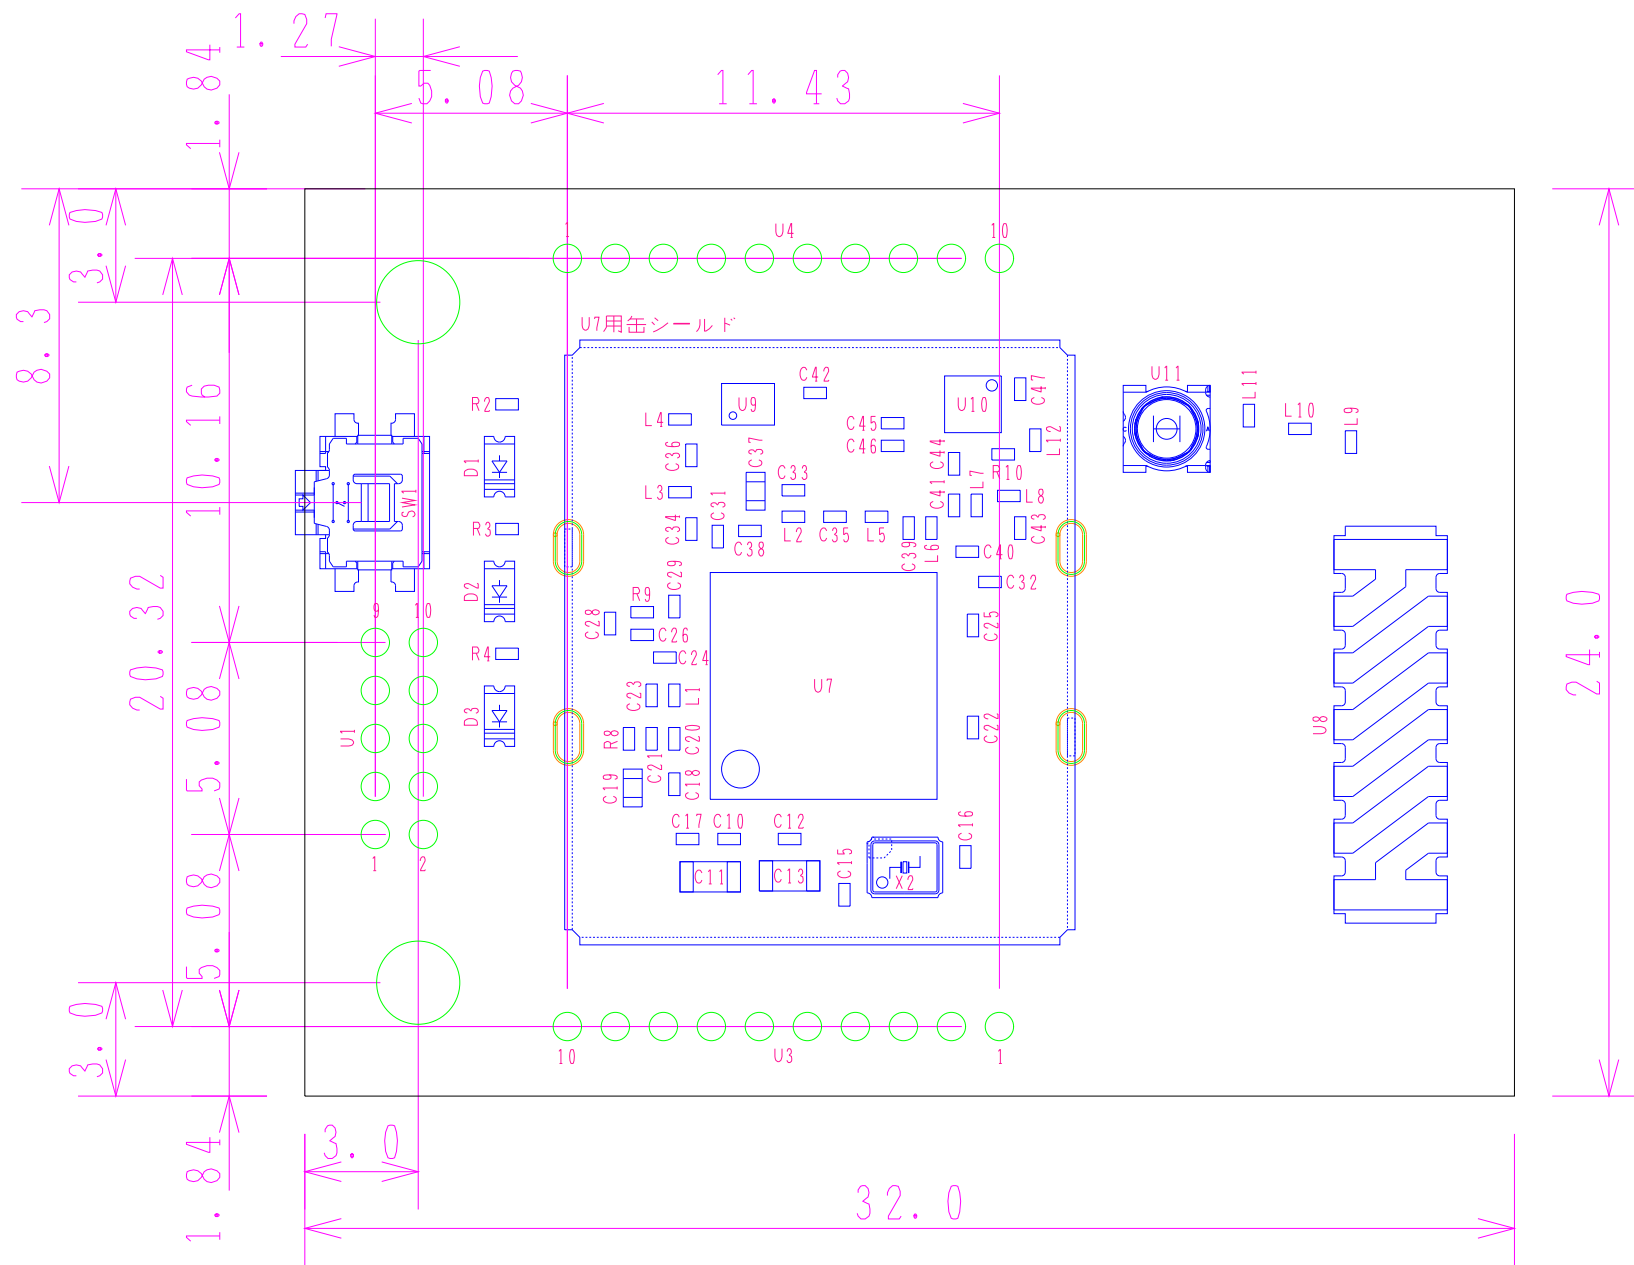 1.27
1.84
5.08
11.43
3.0
8.3
1
U4
10
U7用缶シールド
10.16
R2
L4
U9
C42
U10
C47
U11
L11
L10
L9
C45
C46
C36
C37
C44
L12
D1
SW1
L3
C33
R10
L7
L8
C31
C41
C34
R3
C38
L2
C35
L5
C39
L6
C40
C43
C32
20.32
D2
9
10
C29
R9
C28
C26
C25
24.0
R4
C24
5.08
C23
L1
U7
D3
U1
R8
C21
C20
C22
U8
C19
C18
1
2
C17
C10
C12
C16
C15
C11
C13
X2
5.08
3.0
10
U3
1
1.84
3.0
32.0